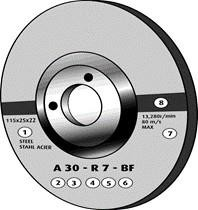 8
115x25x22
13,280r/min
80 m/s
MAX
1
7
STEEL
STAHL ACIER
A 30 - R 7 - BF
2 3 4 5 6